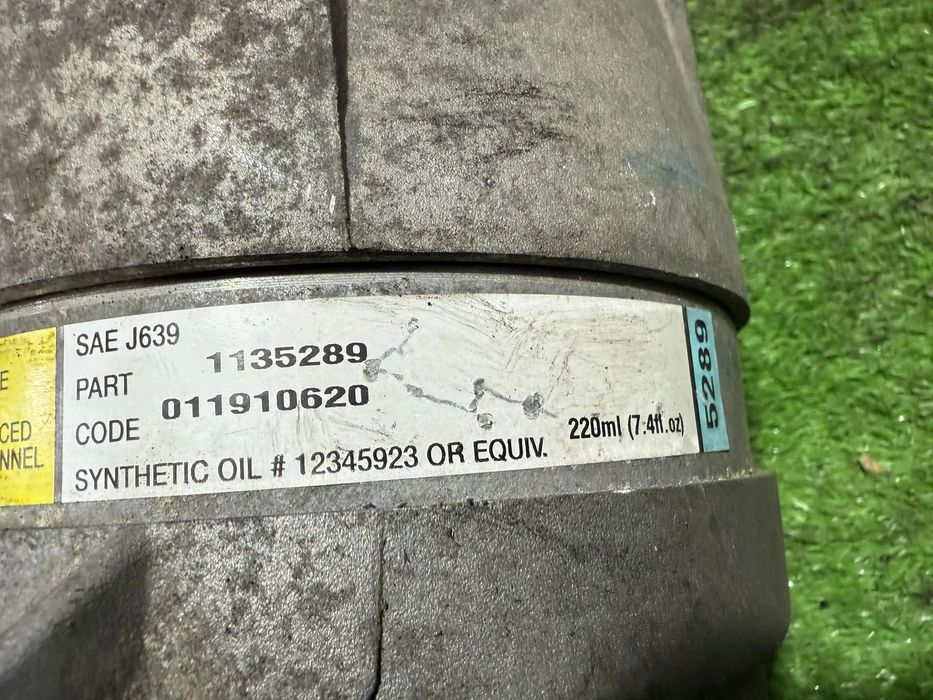 E
CED
NNEL
SAE J639
PART 1135289
CODE 011910620
SYNTHETIC OIL # 12345923 OR EQUIV.
220ml (7.4fl.oz)
5289